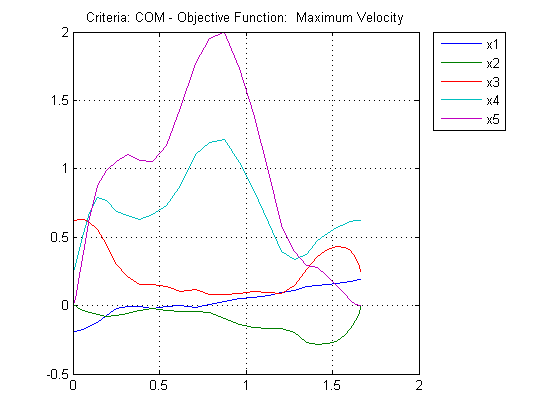 Criteria: COM - Objective Function:  Maximum Velocity
2
1.5
1
0.5
0
-0.5
0
0.5
1
1.5
2
x1
x2
x3
x4
x5